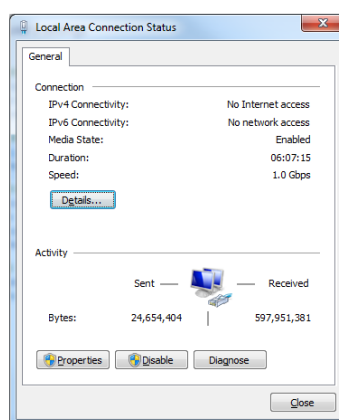 Local Area Connection Status
General
Connection
IPv4 Connectivity: No Internet access
IPv6 Connectivity: No network access
Media State: Enabled
Duration: 06:07:15
Speed: 1.0 Gbps
Details...
Activity
Sent — — Received
Bytes: 24,654,404 | 597,951,381
Properties Disable Diagnose
Close